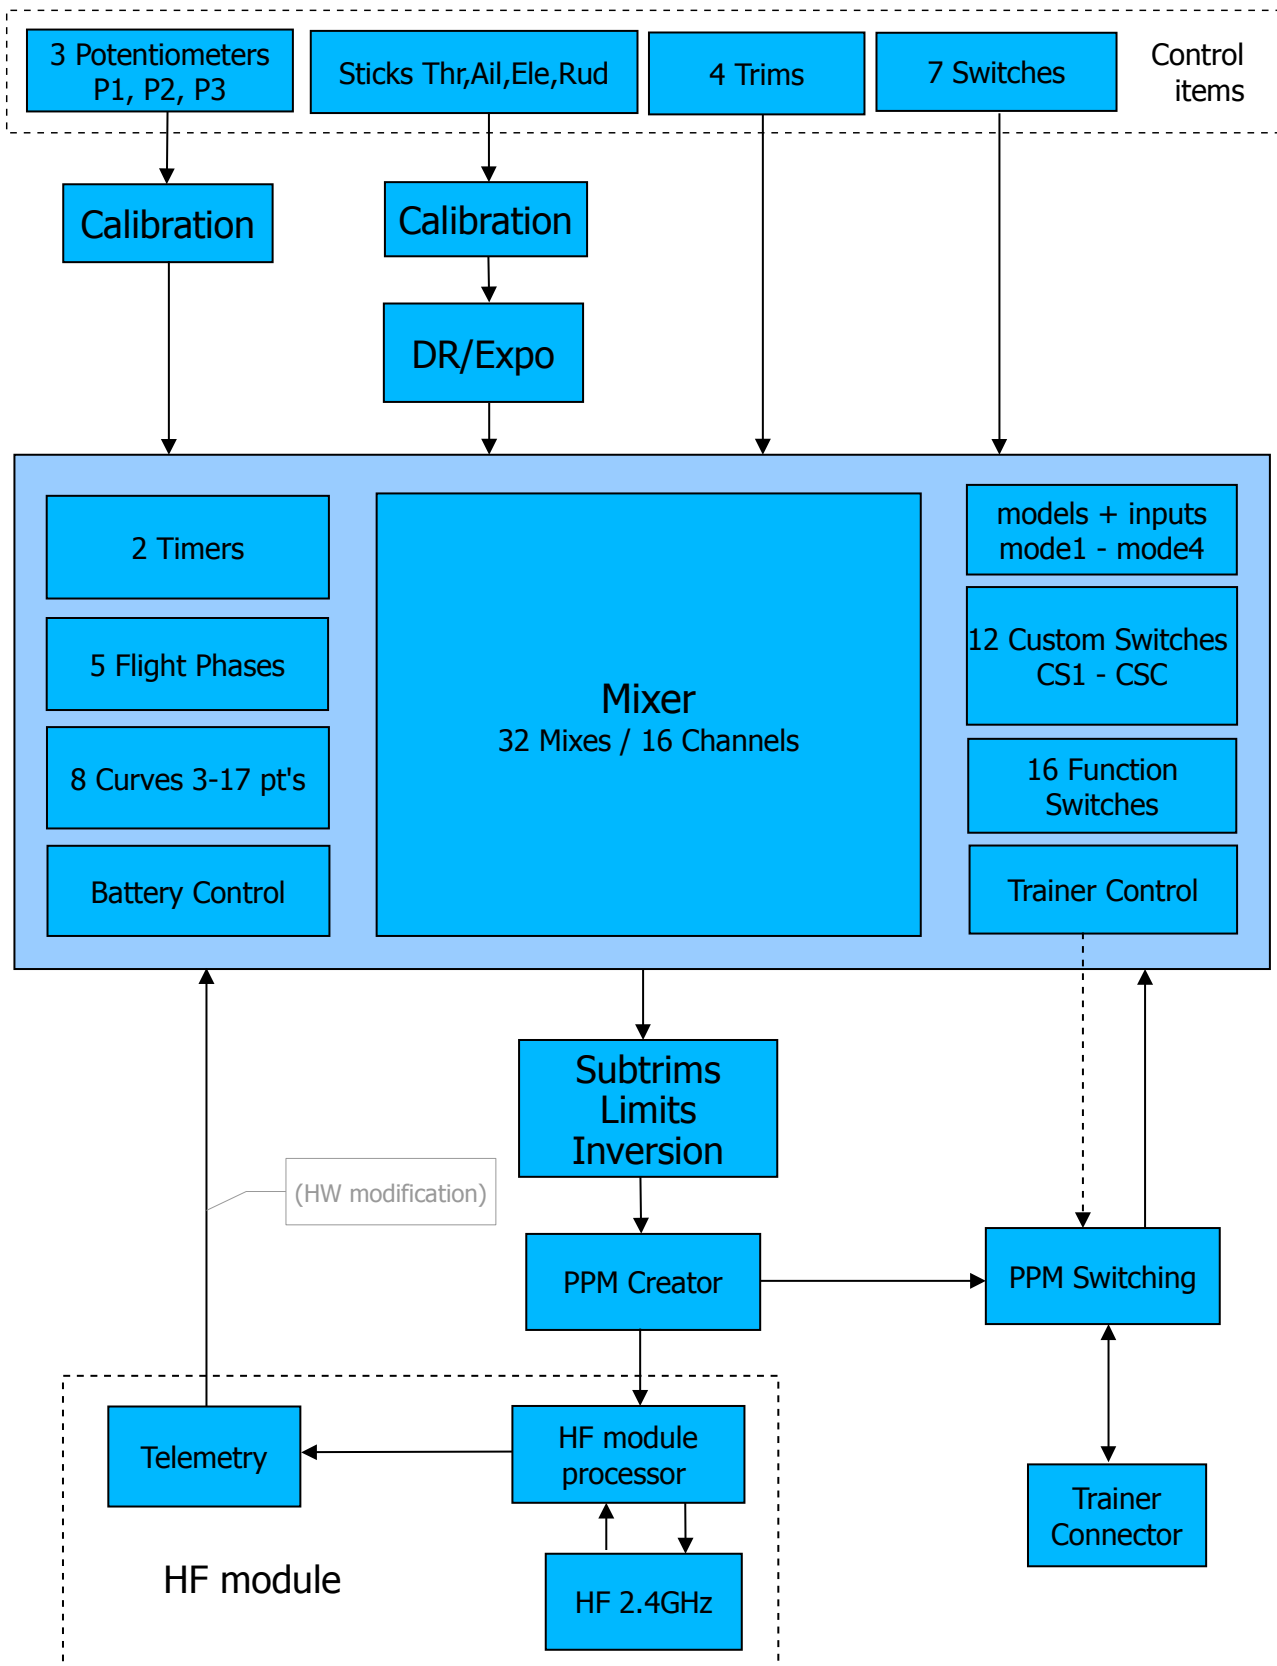 3 Potentiometers
P1, P2, P3
Sticks Thr,Ail,Ele,Rud
4 Trims
7 Switches
Control
items
Calibration
Calibration
DR/Expo
2 Timers
5 Flight Phases
8 Curves 3-17 pt's
Battery Control
Mixer
32 Mixes / 16 Channels
models + inputs
mode1 - mode4
12 Custom Switches
CS1 - CSC
16 Function
Switches
Trainer Control
Subtrims
Limits
Inversion
(HW modification)
PPM Creator
PPM Switching
Telemetry
HF module
processor
Trainer
Connector
HF module
HF 2.4GHz